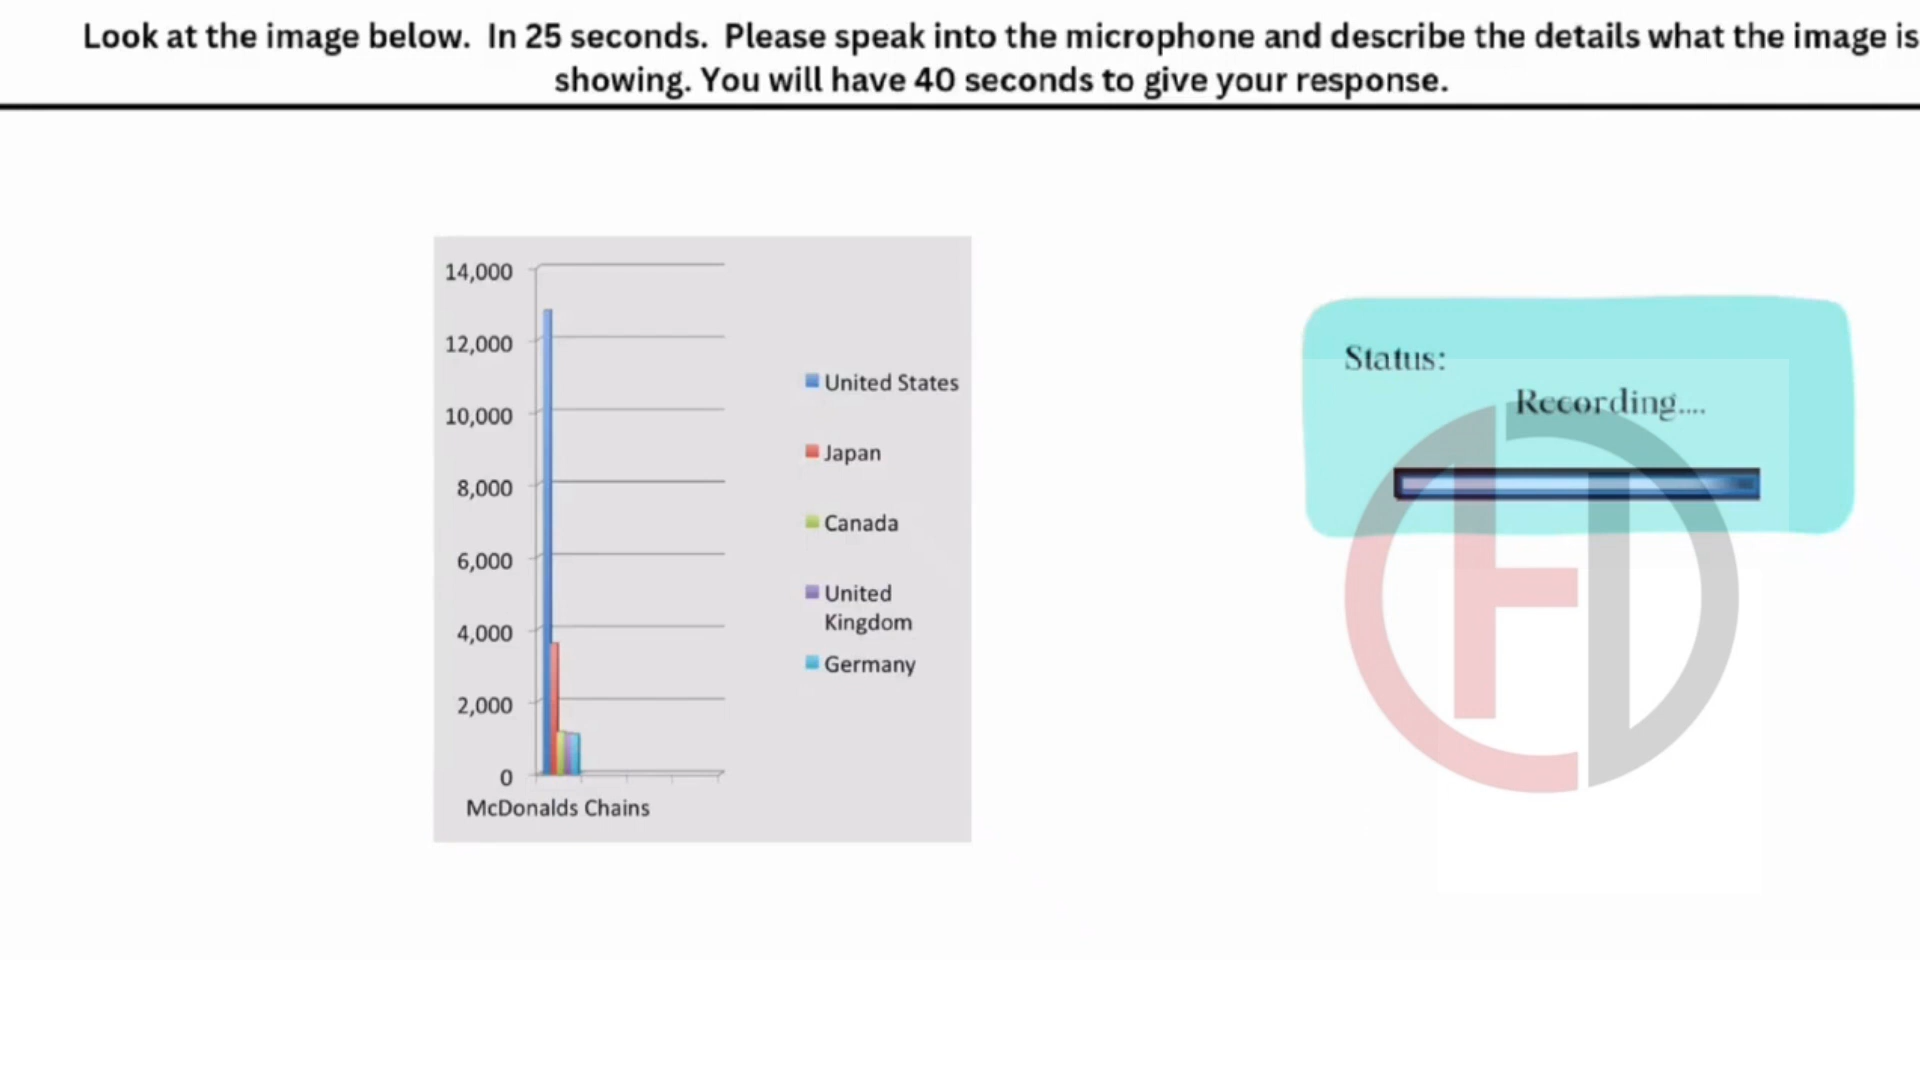 Look at the image below. In 25 seconds. Please speak into the microphone and describe the details what the image is
showing. You will have 40 seconds to give your response.
14,000
12,000
10,000
8,000
6,000
4,000
2,000
0
McDonalds Chains
United States
Japan
Canada
United
Kingdom
Germany
Status:
Recording....